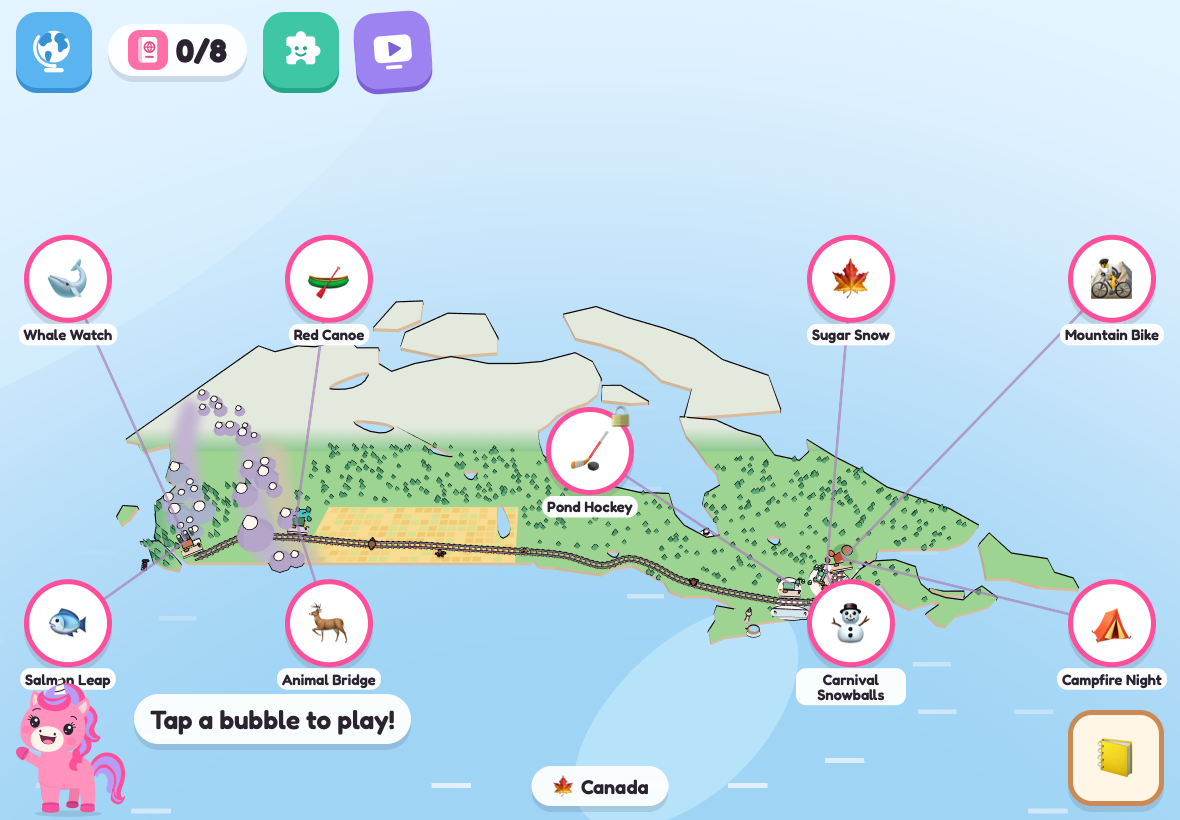 0/8
Whale Watch
Red Canoe
Sugar Snow
Mountain Bike
Pond Hockey
Salmon Leap
Animal Bridge
Carnival
Snowballs
Campfire Night
Tap a bubble to play!
Canada